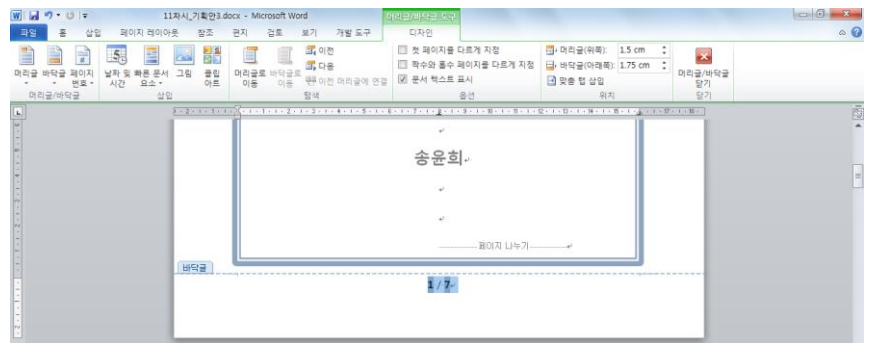 11차시_기획안3.docx - Microsoft Word
머리글/바닥글 도구
파일 홈 삽입 페이지 레이아웃 참조 편지 검토 보기 개발 도구 디자인
머리글 바닥글 페이지 번호
날짜 및 시간 빠른 문서 요소 그림 클립 아트
머리글로 이동 바닥글로 이동
이전
다음
이전 머리글에 연결
첫 페이지를 다르게 지정
짝수와 홀수 페이지를 다르게 지정
문서 텍스트 표시
머리글(위쪽): 1.5 cm
바닥글(아래쪽): 1.75 cm
맞춤 탭 삽입
머리글/바닥글 닫기
머리글/바닥글 삽입 탐색 옵션 위치 닫기
송윤희
페이지 나누기
바닥글
1 / 7